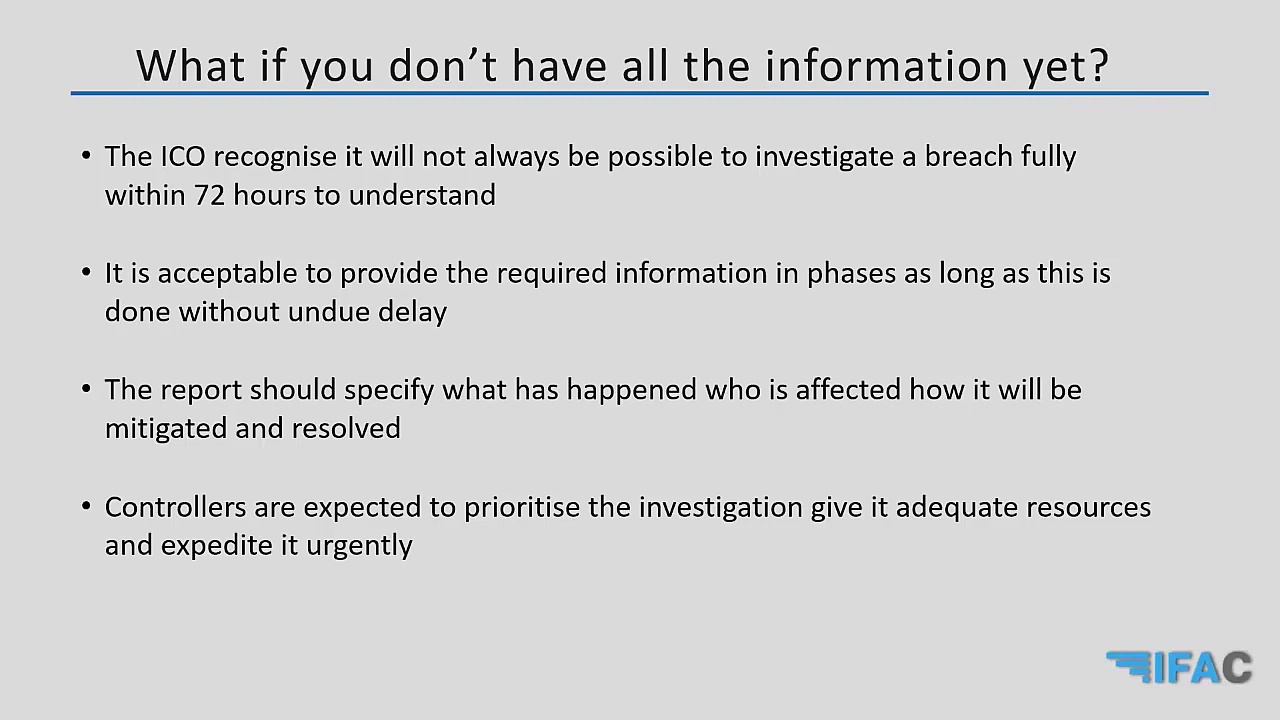 What if you don’t have all the information yet?
• The ICO recognise it will not always be possible to investigate a breach fully
within 72 hours to understand
• It is acceptable to provide the required information in phases as long as this is
done without undue delay
• The report should specify what has happened who is affected how it will be
mitigated and resolved
• Controllers are expected to prioritise the investigation give it adequate resources
and expedite it urgently
IFAC